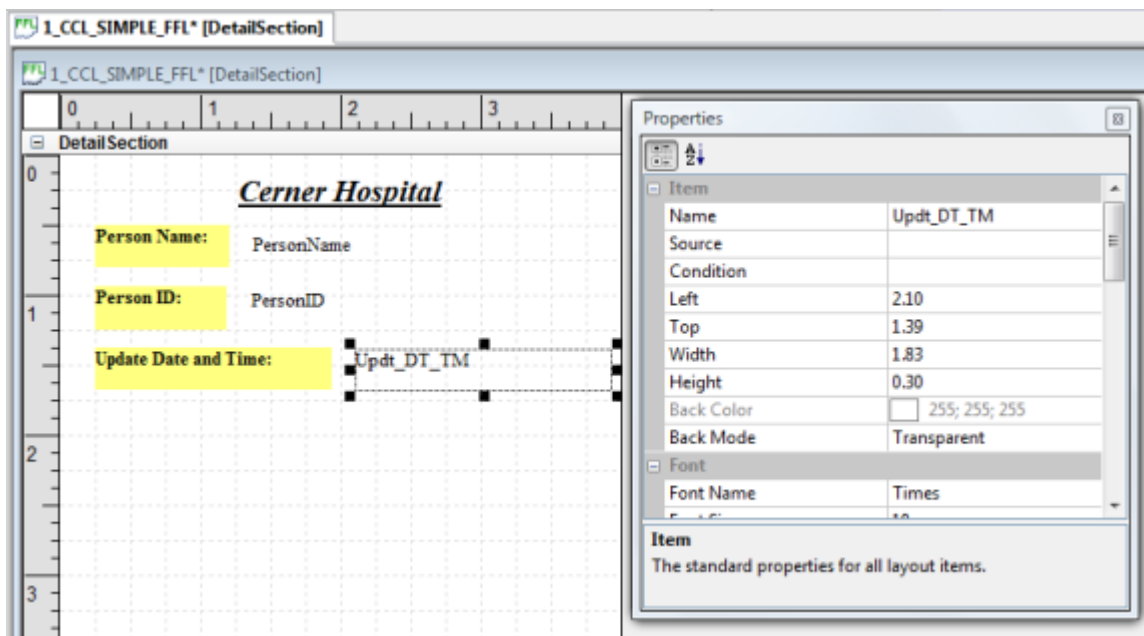 1_CCL_SIMPLE_FFL* [DetailSection]
1_CCL_SIMPLE_FFL* [DetailSection]
0 1 2 3
DetailSection
0
Cerner Hospital
Person Name: PersonName
Person ID: PersonID
1
Update Date and Time: Updt_DT_TM
2
3
Properties
Item
Name Updt_DT_TM
Source
Condition
Left 2.10
Top 1.39
Width 1.83
Height 0.30
Back Color 255; 255; 255
Back Mode Transparent
Font
Font Name Times
Item
The standard properties for all layout items.